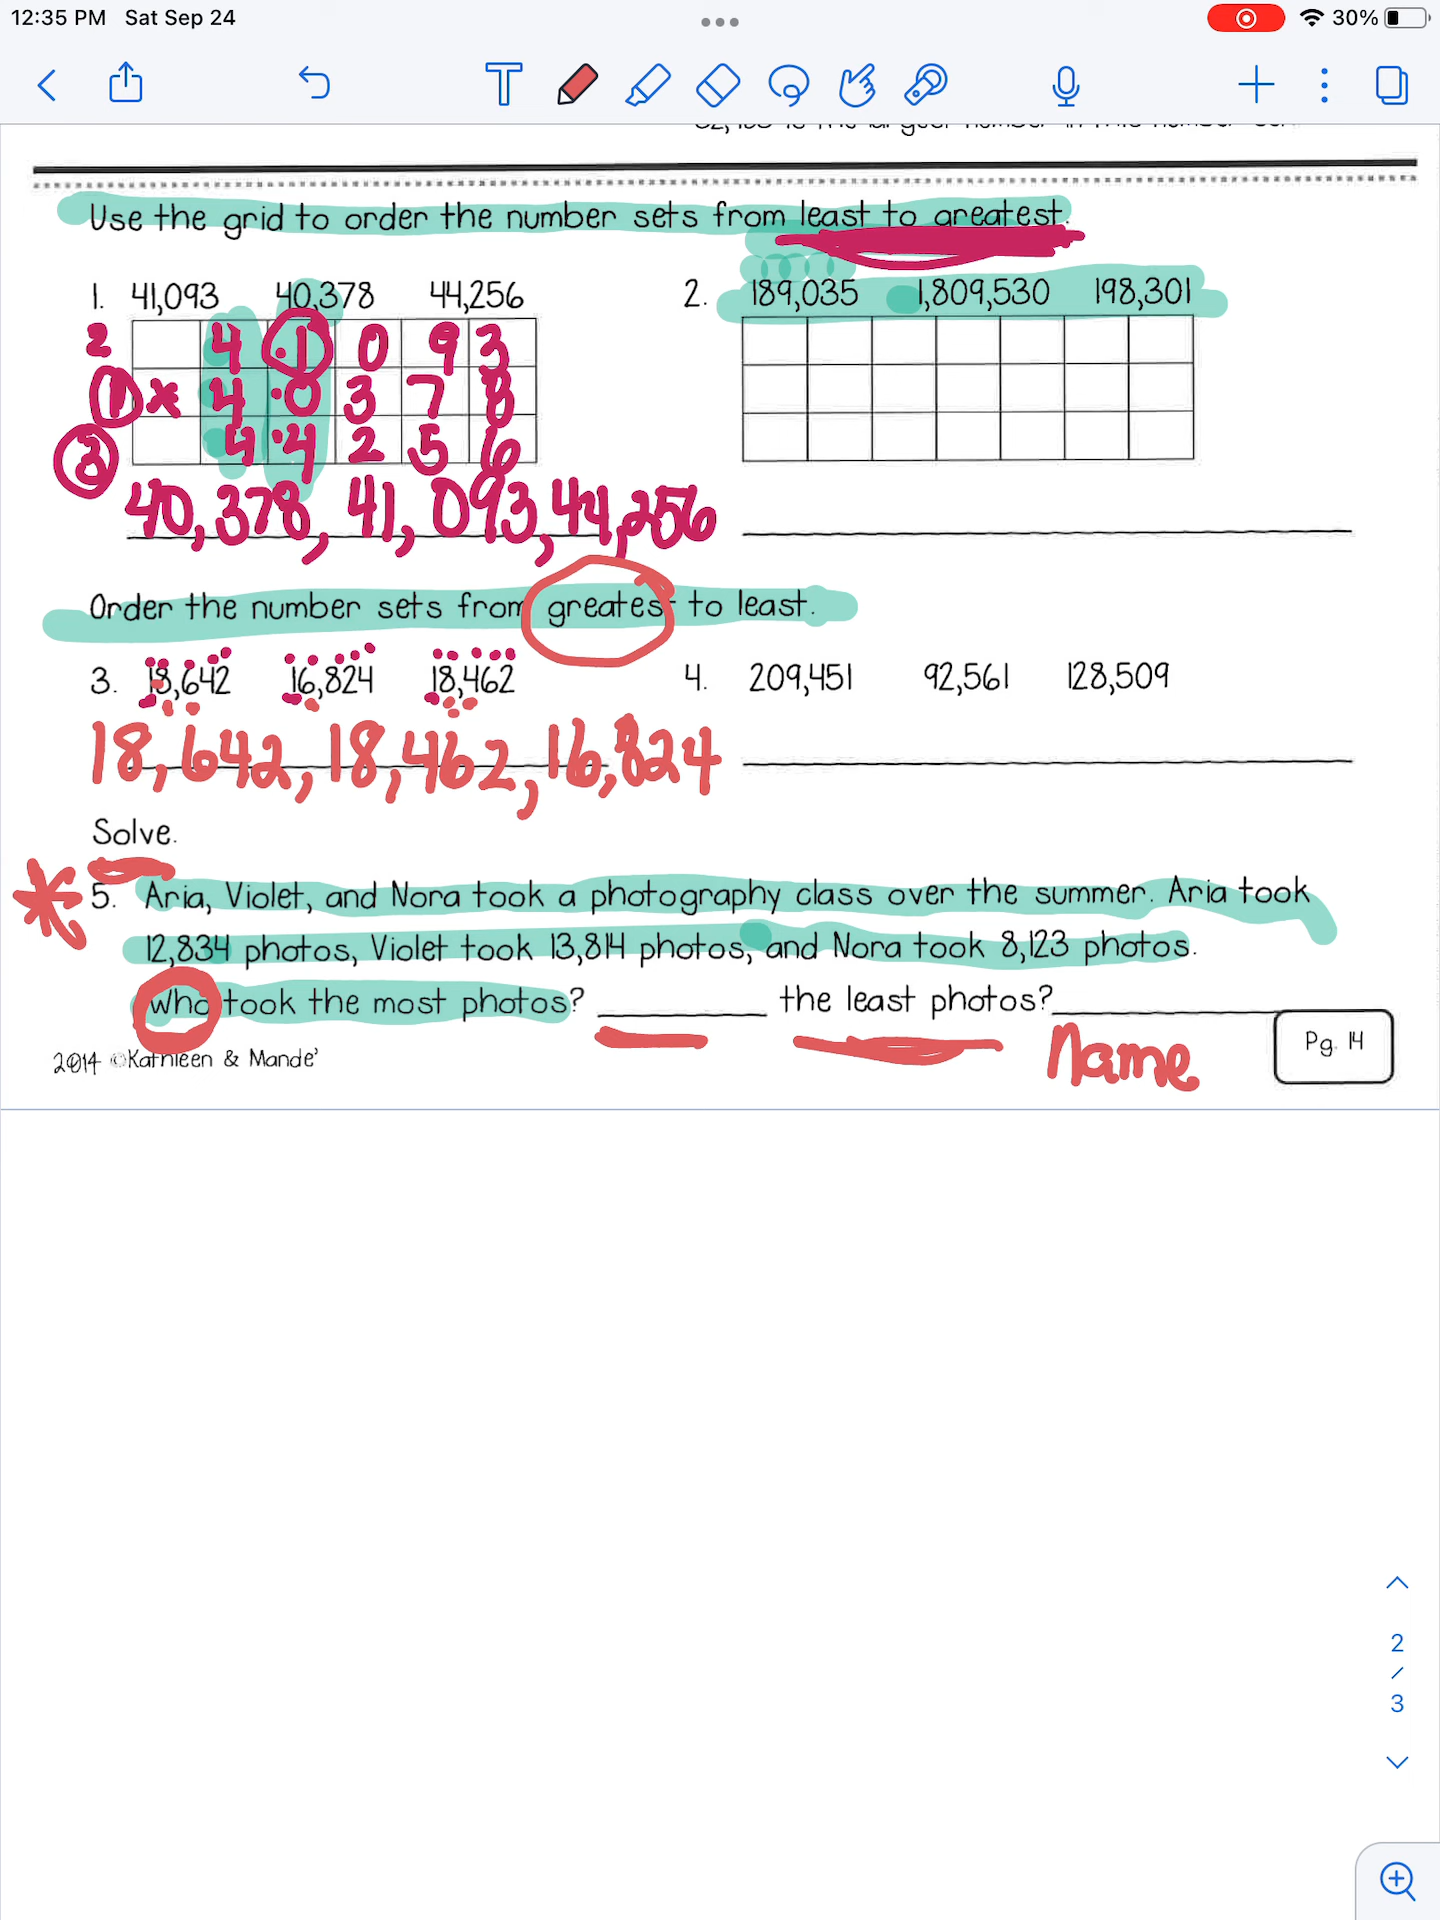 12:35 PM Sat Sep 24
30%
Use the grid to order the number sets from least to greatest.
1. 41,093 40,378 44,256
2. 189,035 1,809,530 198,301
2 4 1 0 9 3
1 * 4 0 3 7 8
3 4 4 2 5 6
40,378, 41,093, 44,256
Order the number sets from greatest to least.
3. 18,642 16,824 18,462
4. 209,451 92,561 128,509
18,642, 18,462, 16,824
Solve.
* 5. Aria, Violet, and Nora took a photography class over the summer. Aria took
12,834 photos, Violet took 13,814 photos, and Nora took 8,123 photos.
Who took the most photos? __________ the least photos? __________
Name
2014 ©Kathleen & Mande'
Pg. 14
2
/
3